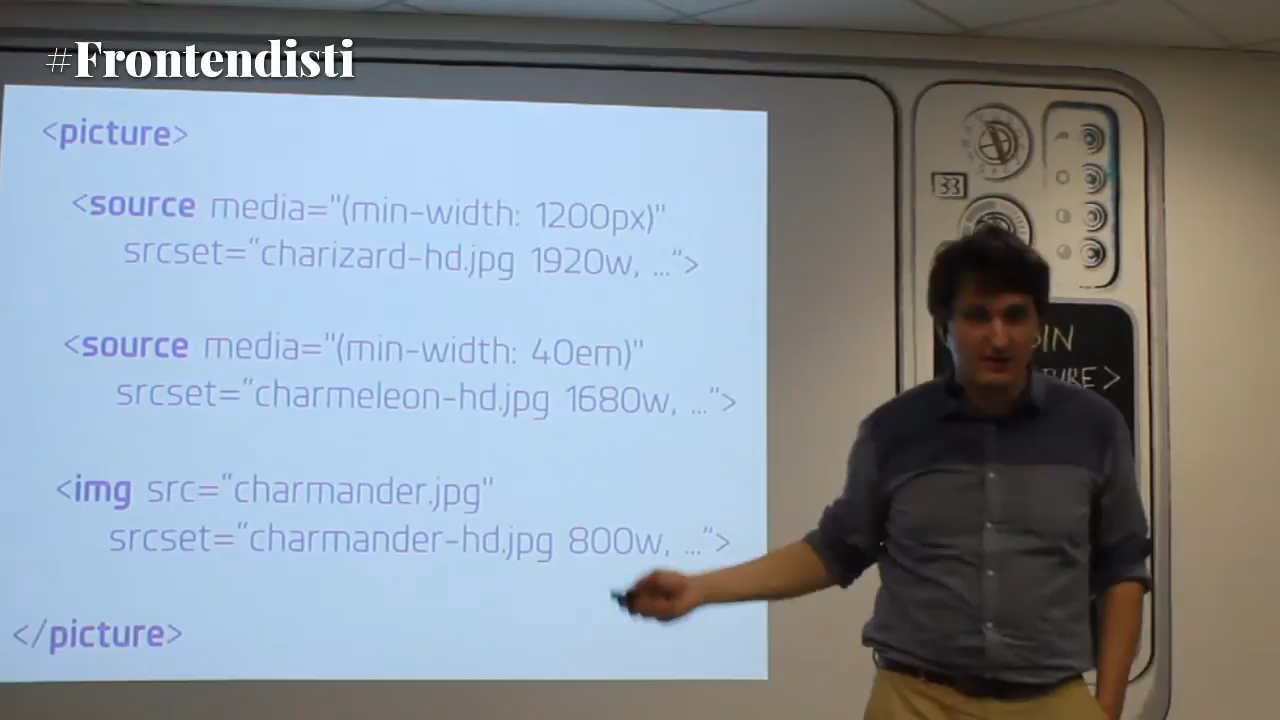 #Frontendisti
<picture>
<source media="(min-width: 1200px)"
srcset="charizard-hd.jpg 1920w, ...">
<source media="(min-width: 40em)"
srcset="charmeleon-hd.jpg 1680w, ...">
<img src="charmander.jpg"
srcset="charmander-hd.jpg 800w, ...">
</picture>
33